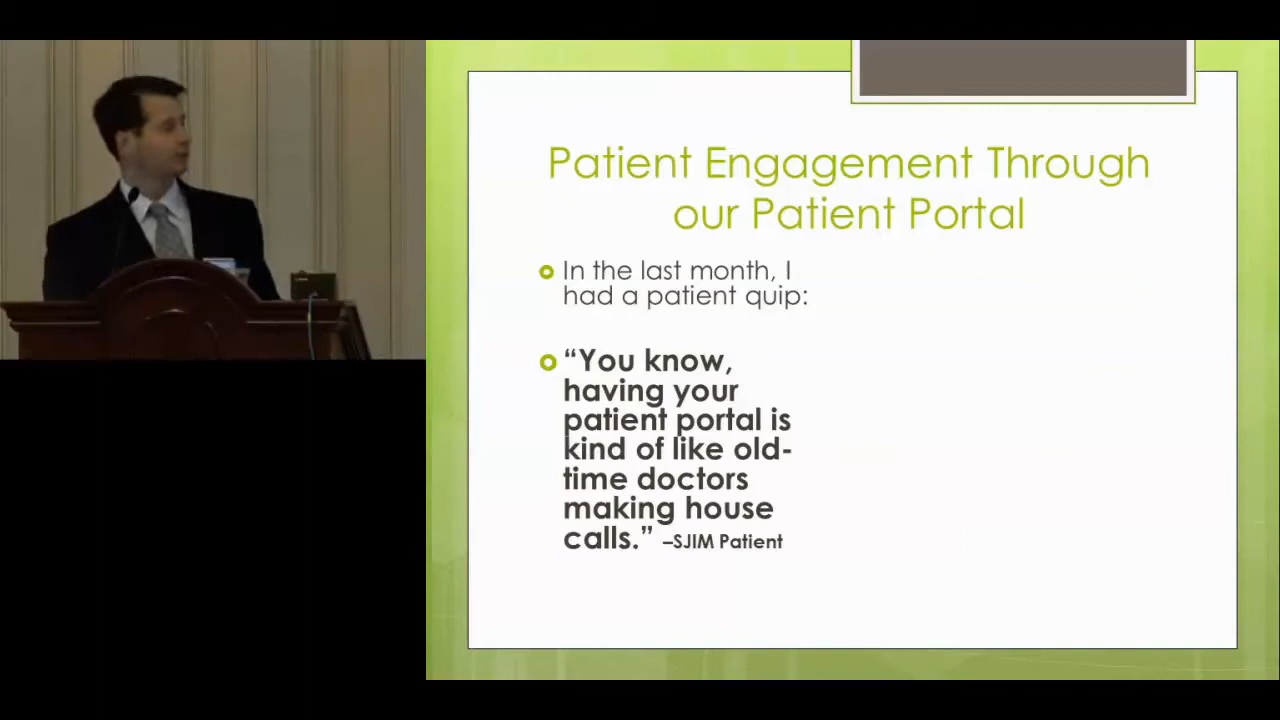 Patient Engagement Through
our Patient Portal
In the last month, I
had a patient quip:
“You know,
having your
patient portal is
kind of like old-
time doctors
making house
calls.” –SJIM Patient